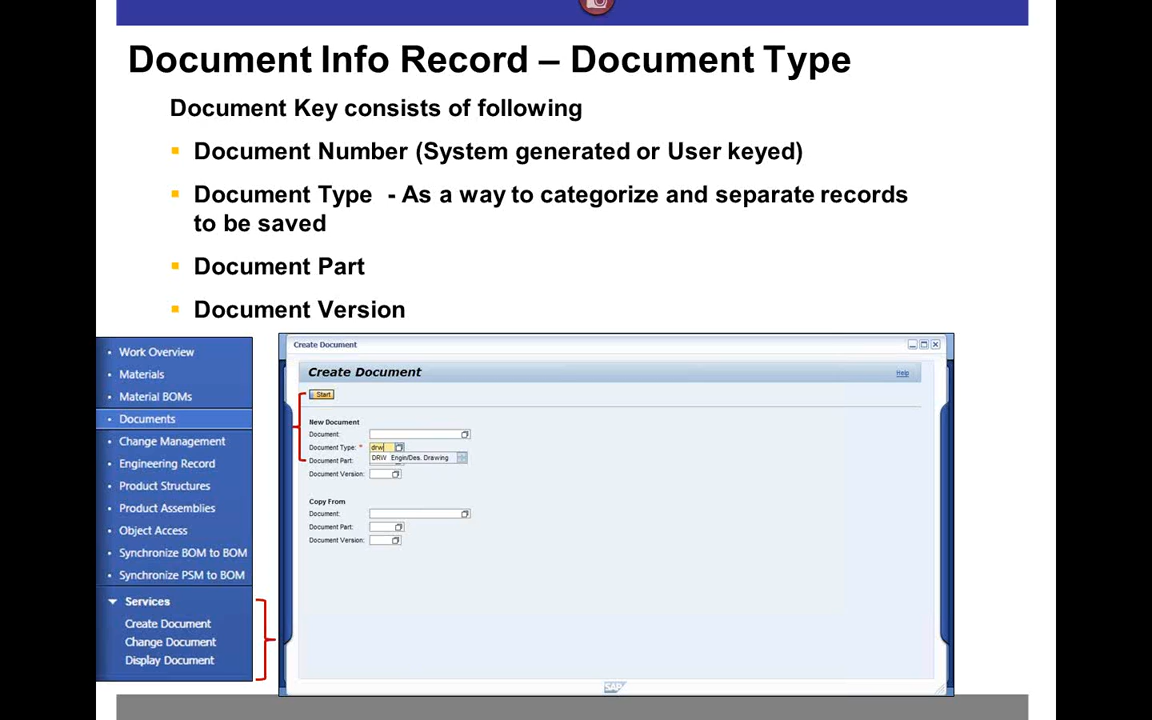 Document Info Record – Document Type
Document Key consists of following
Document Number (System generated or User keyed)
Document Type - As a way to categorize and separate records
to be saved
Document Part
Document Version
Work Overview
Materials
Material BOMs
Documents
Change Management
Engineering Record
Product Structures
Product Assemblies
Object Access
Synchronize BOM to BOM
Synchronize PSM to BOM
Services
Create Document
Change Document
Display Document
Create Document
Create Document
Help
Start
New Document
Document:
Document Type: * drw
DRW Engin/Des. Drawing
Document Part:
Document Version:
Copy From
Document:
Document Part:
Document Version:
SAP